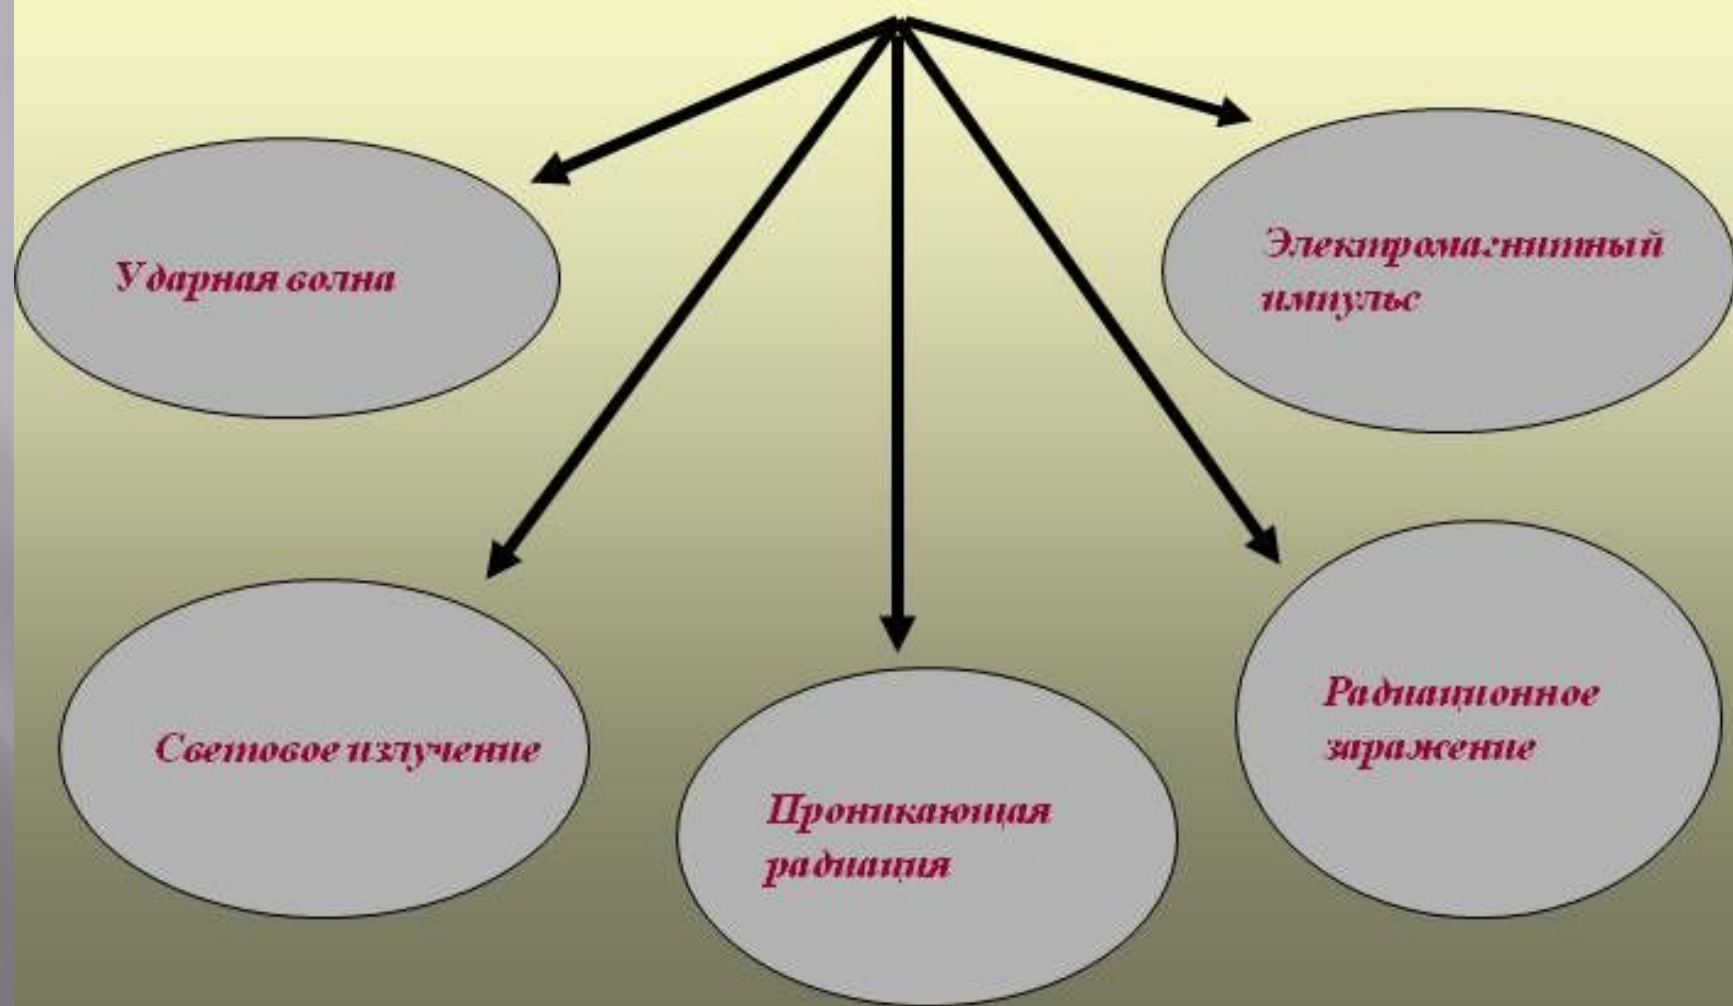 Ударная волна
Электромагнитный
импульс
Световое излучение
Проникающая
радиация
Радиационное
заражение